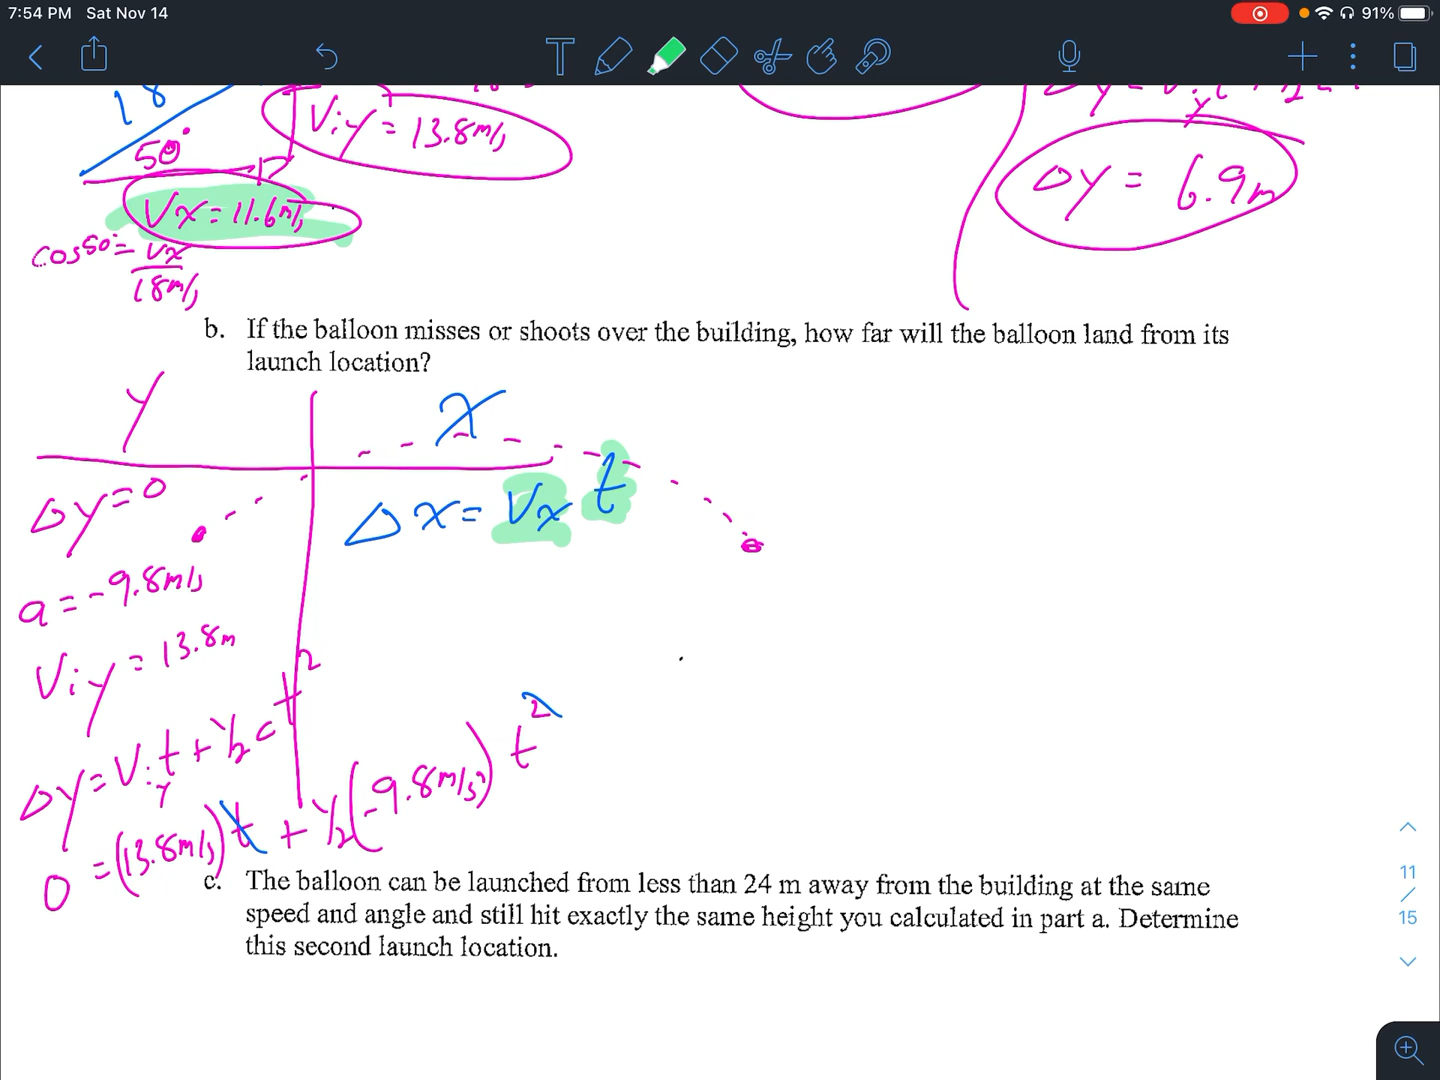 7:54 PM Sat Nov 14
91%
18
50°
Viy = 13.8m/s
Vx = 11.6m/s
cos50 = Vx
18m/s
Δy = 6.9m
b. If the balloon misses or shoots over the building, how far will the balloon land from its
launch location?
y
x
Δy = 0
Δx = Vx t
a = -9.8m/s
Viy = 13.8m
Δy = Viyt + 1/2 at²
0 = (13.8m/s)t + 1/2(-9.8m/s²)t²
c. The balloon can be launched from less than 24 m away from the building at the same
speed and angle and still hit exactly the same height you calculated in part a. Determine
this second launch location.
11
/
15